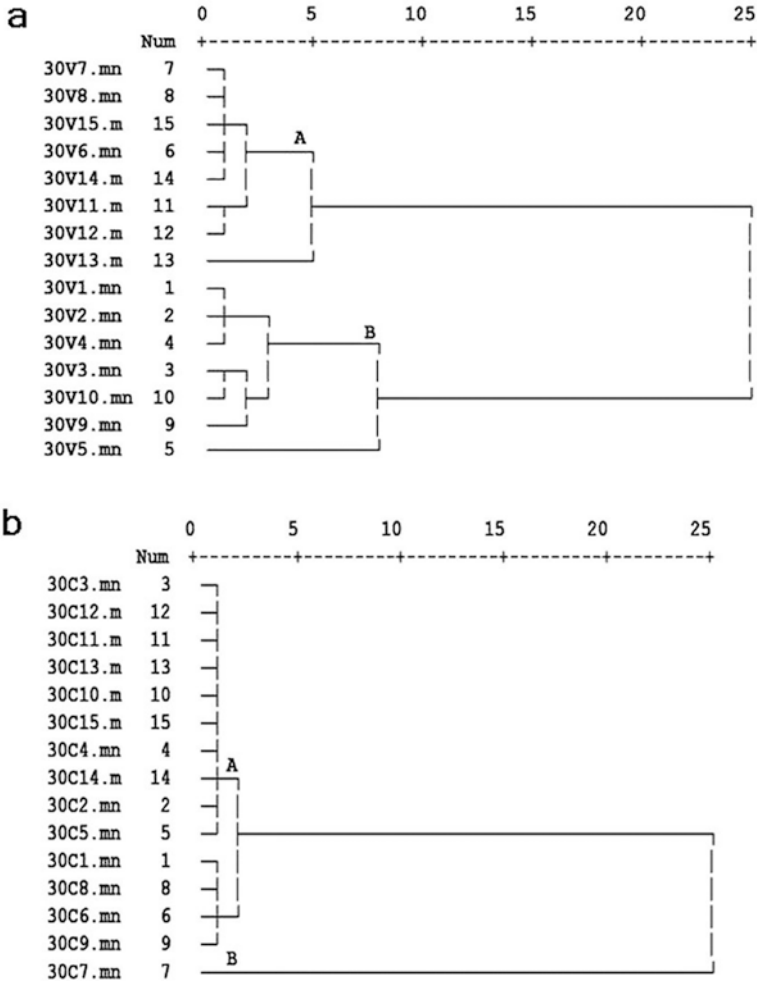 a
0 5 10 15 20 25
Num
30V7.mn 7
30V8.mn 8
30V15.m 15
A
30V6.mn 6
30V14.m 14
30V11.m 11
30V12.m 12
30V13.m 13
30V1.mn 1
30V2.mn 2
B
30V4.mn 4
30V3.mn 3
30V10.mn 10
30V9.mn 9
30V5.mn 5
b
0 5 10 15 20 25
Num
30C3.mn 3
30C12.m 12
30C11.m 11
30C13.m 13
30C10.m 10
30C15.m 15
30C4.mn 4
A
30C14.m 14
30C2.mn 2
30C5.mn 5
30C1.mn 1
30C8.mn 8
30C6.mn 6
30C9.mn 9
B
30C7.mn 7